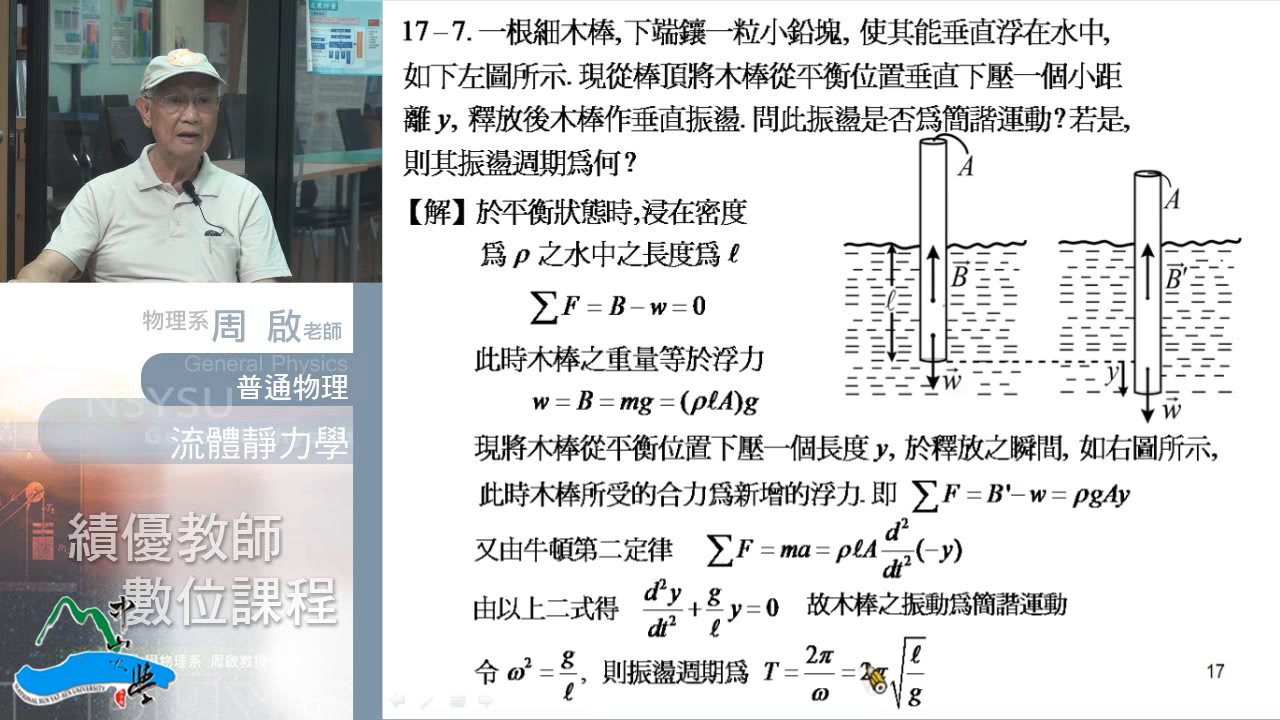 17－7. 一根細木棒, 下端鑲一粒小鉛塊, 使其能垂直浮在水中,
如下左圖所示. 現從棒頂將木棒從平衡位置垂直下壓一個小距
離 y, 釋放後木棒作垂直振盪. 問此振盪是否爲簡諧運動? 若是,
則其振盪週期爲何?
【解】於平衡狀態時, 浸在密度
爲 ρ 之水中之長度爲 ℓ
∑F = B − w = 0
此時木棒之重量等於浮力
w = B = mg = (ρℓA)g
A
B
ℓ
w
A
B'
y
w
現將木棒從平衡位置下壓一個長度 y, 於釋放之瞬間, 如右圖所示,
此時木棒所受的合力爲新增的浮力. 即 ∑F = B'− w = ρgAy
又由牛頓第二定律 ∑F = ma = ρℓA d²/dt² (−y)
由以上二式得 d²y/dt² + g/ℓ y = 0 故木棒之振動爲簡諧運動
令 ω² = g/ℓ, 則振盪週期爲 T = 2π/ω = 2π√ℓ/g
17
物理系 周 啟 老師
General Physics
普通物理
NSYSU
流體靜力學
績優教師
數位課程